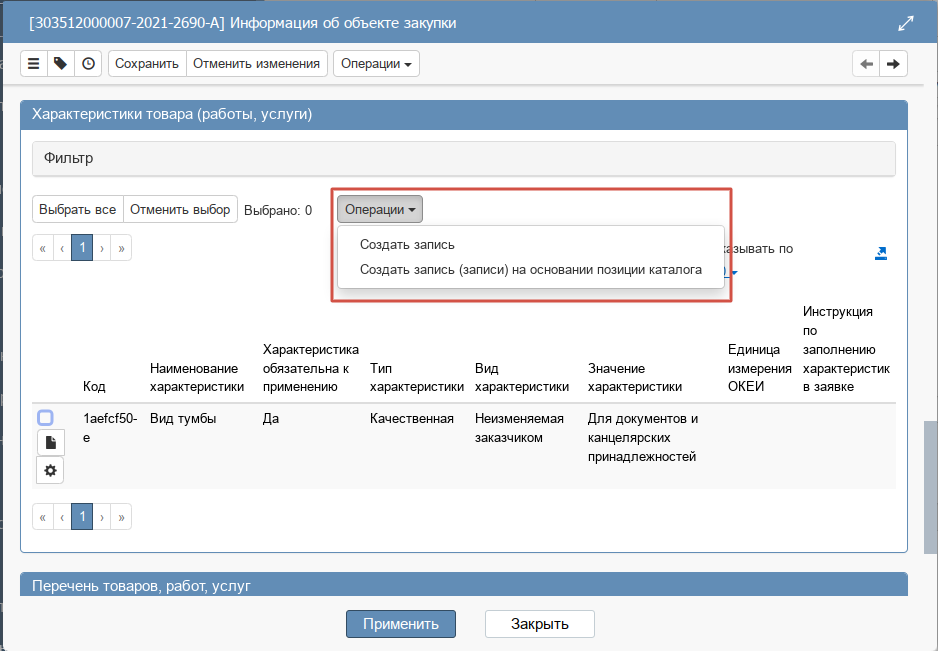 [303512000007-2021-2690-A] Информация об объекте закупки
Сохранить Отменить изменения Операции
Характеристики товара (работы, услуги)
Фильтр
Выбрать все Отменить выбор Выбрано: 0 Операции
Создать запись
Создать запись (записи) на основании позиции каталога
« ‹ 1 › »
по
Код
Наименование
характеристики
Характеристика
обязательна к
применению
Тип
характеристики
Вид
характеристики
Значение
характеристики
Единица
измерения
ОКЕИ
Инструкция
по
заполнению
характеристик
в заявке
1aefcf50-
e
Вид тумбы
Да
Качественная
Неизменяемая
заказчиком
Для документов и
канцелярских
принадлежностей
« ‹ 1 › »
Перечень товаров, работ, услуг
Применить Закрыть